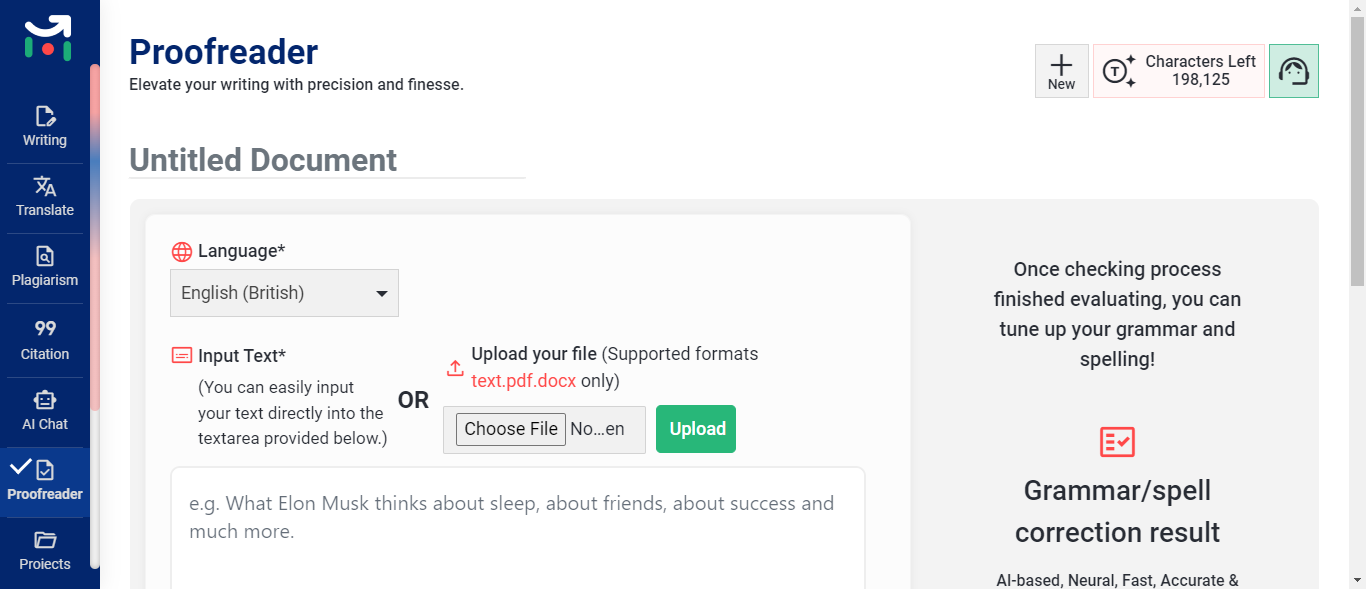 Writing
Translate
Plagiarism
Citation
AI Chat
Proofreader
Projects
Proofreader
Elevate your writing with precision and finesse.
New
T
Characters Left
198,125
Untitled Document
Language*
English (British)
Input Text*
(You can easily input
your text directly into the
textarea provided below.)
OR
Upload your file (Supported formats
text.pdf.docx only)
Choose File No...en
Upload
e.g. What Elon Musk thinks about sleep, about friends, about success and
much more.
Once checking process
finished evaluating, you can
tune up your grammar and
spelling!
Grammar/spell
correction result
AI-based, Neural, Fast, Accurate &